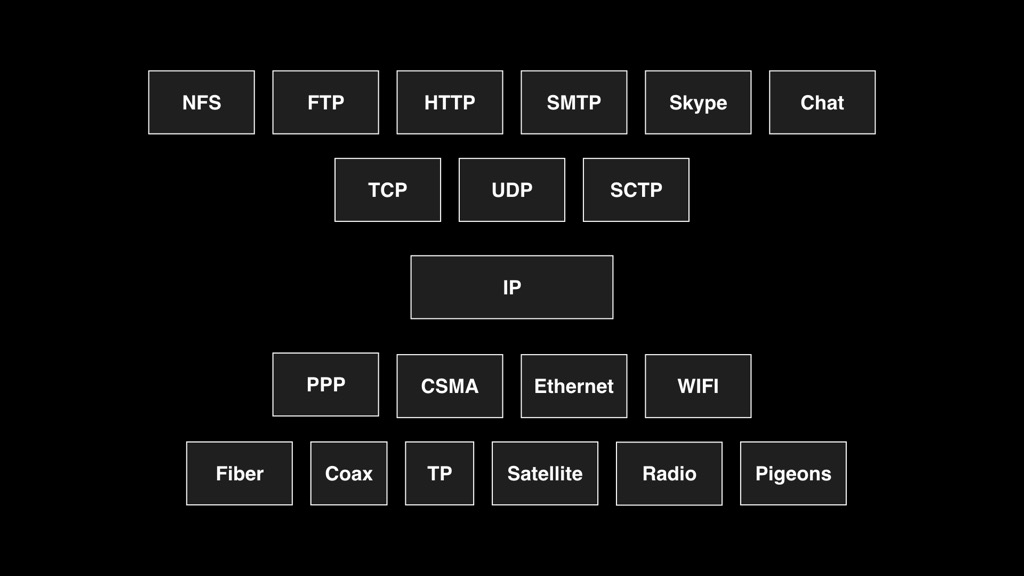 NFS FTP HTTP SMTP Skype Chat
TCP UDP SCTP
IP
PPP CSMA Ethernet WIFI
Fiber Coax TP Satellite Radio Pigeons